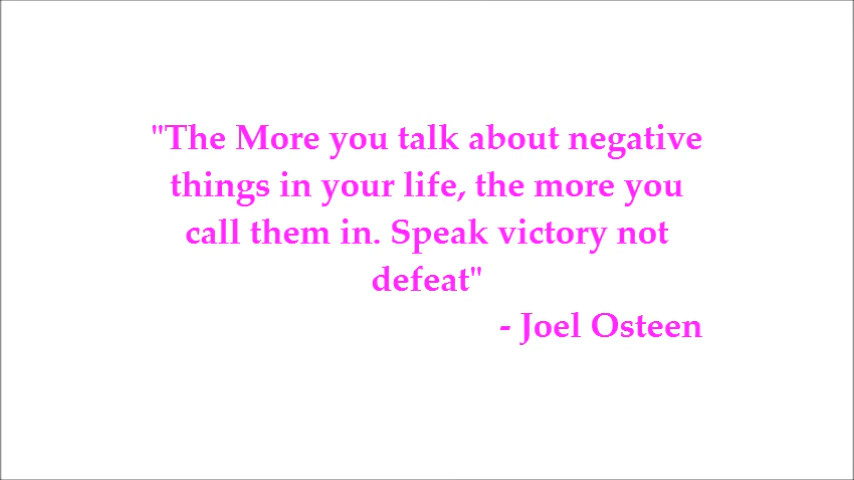 "The More you talk about negative
things in your life, the more you
call them in. Speak victory not
defeat"
- Joel Osteen